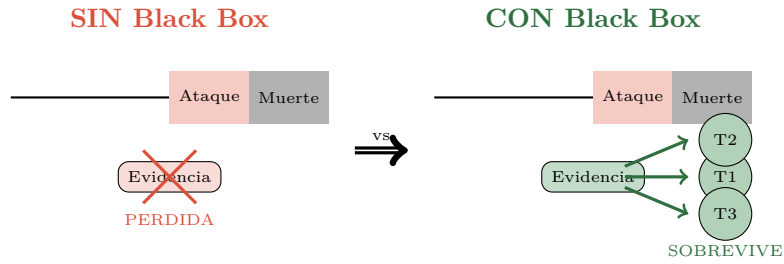 SIN Black Box
Ataque
Muerte
Evidencia
PERDIDA
vs
CON Black Box
Ataque
Muerte
Evidencia
T2
T1
T3
SOBREVIVE